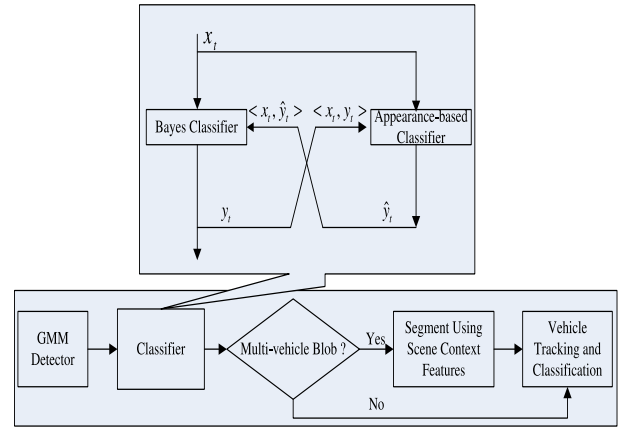 x_t
< x_t, ŷ_t > < x_t, y_t >
Bayes Classifier
Appearance-based
Classifier
y_t
ŷ_t
GMM
Detector
Classifier
Multi-vehicle Blob ?
Yes
Segment Using
Scene Context
Features
Vehicle
Tracking and
Classification
No